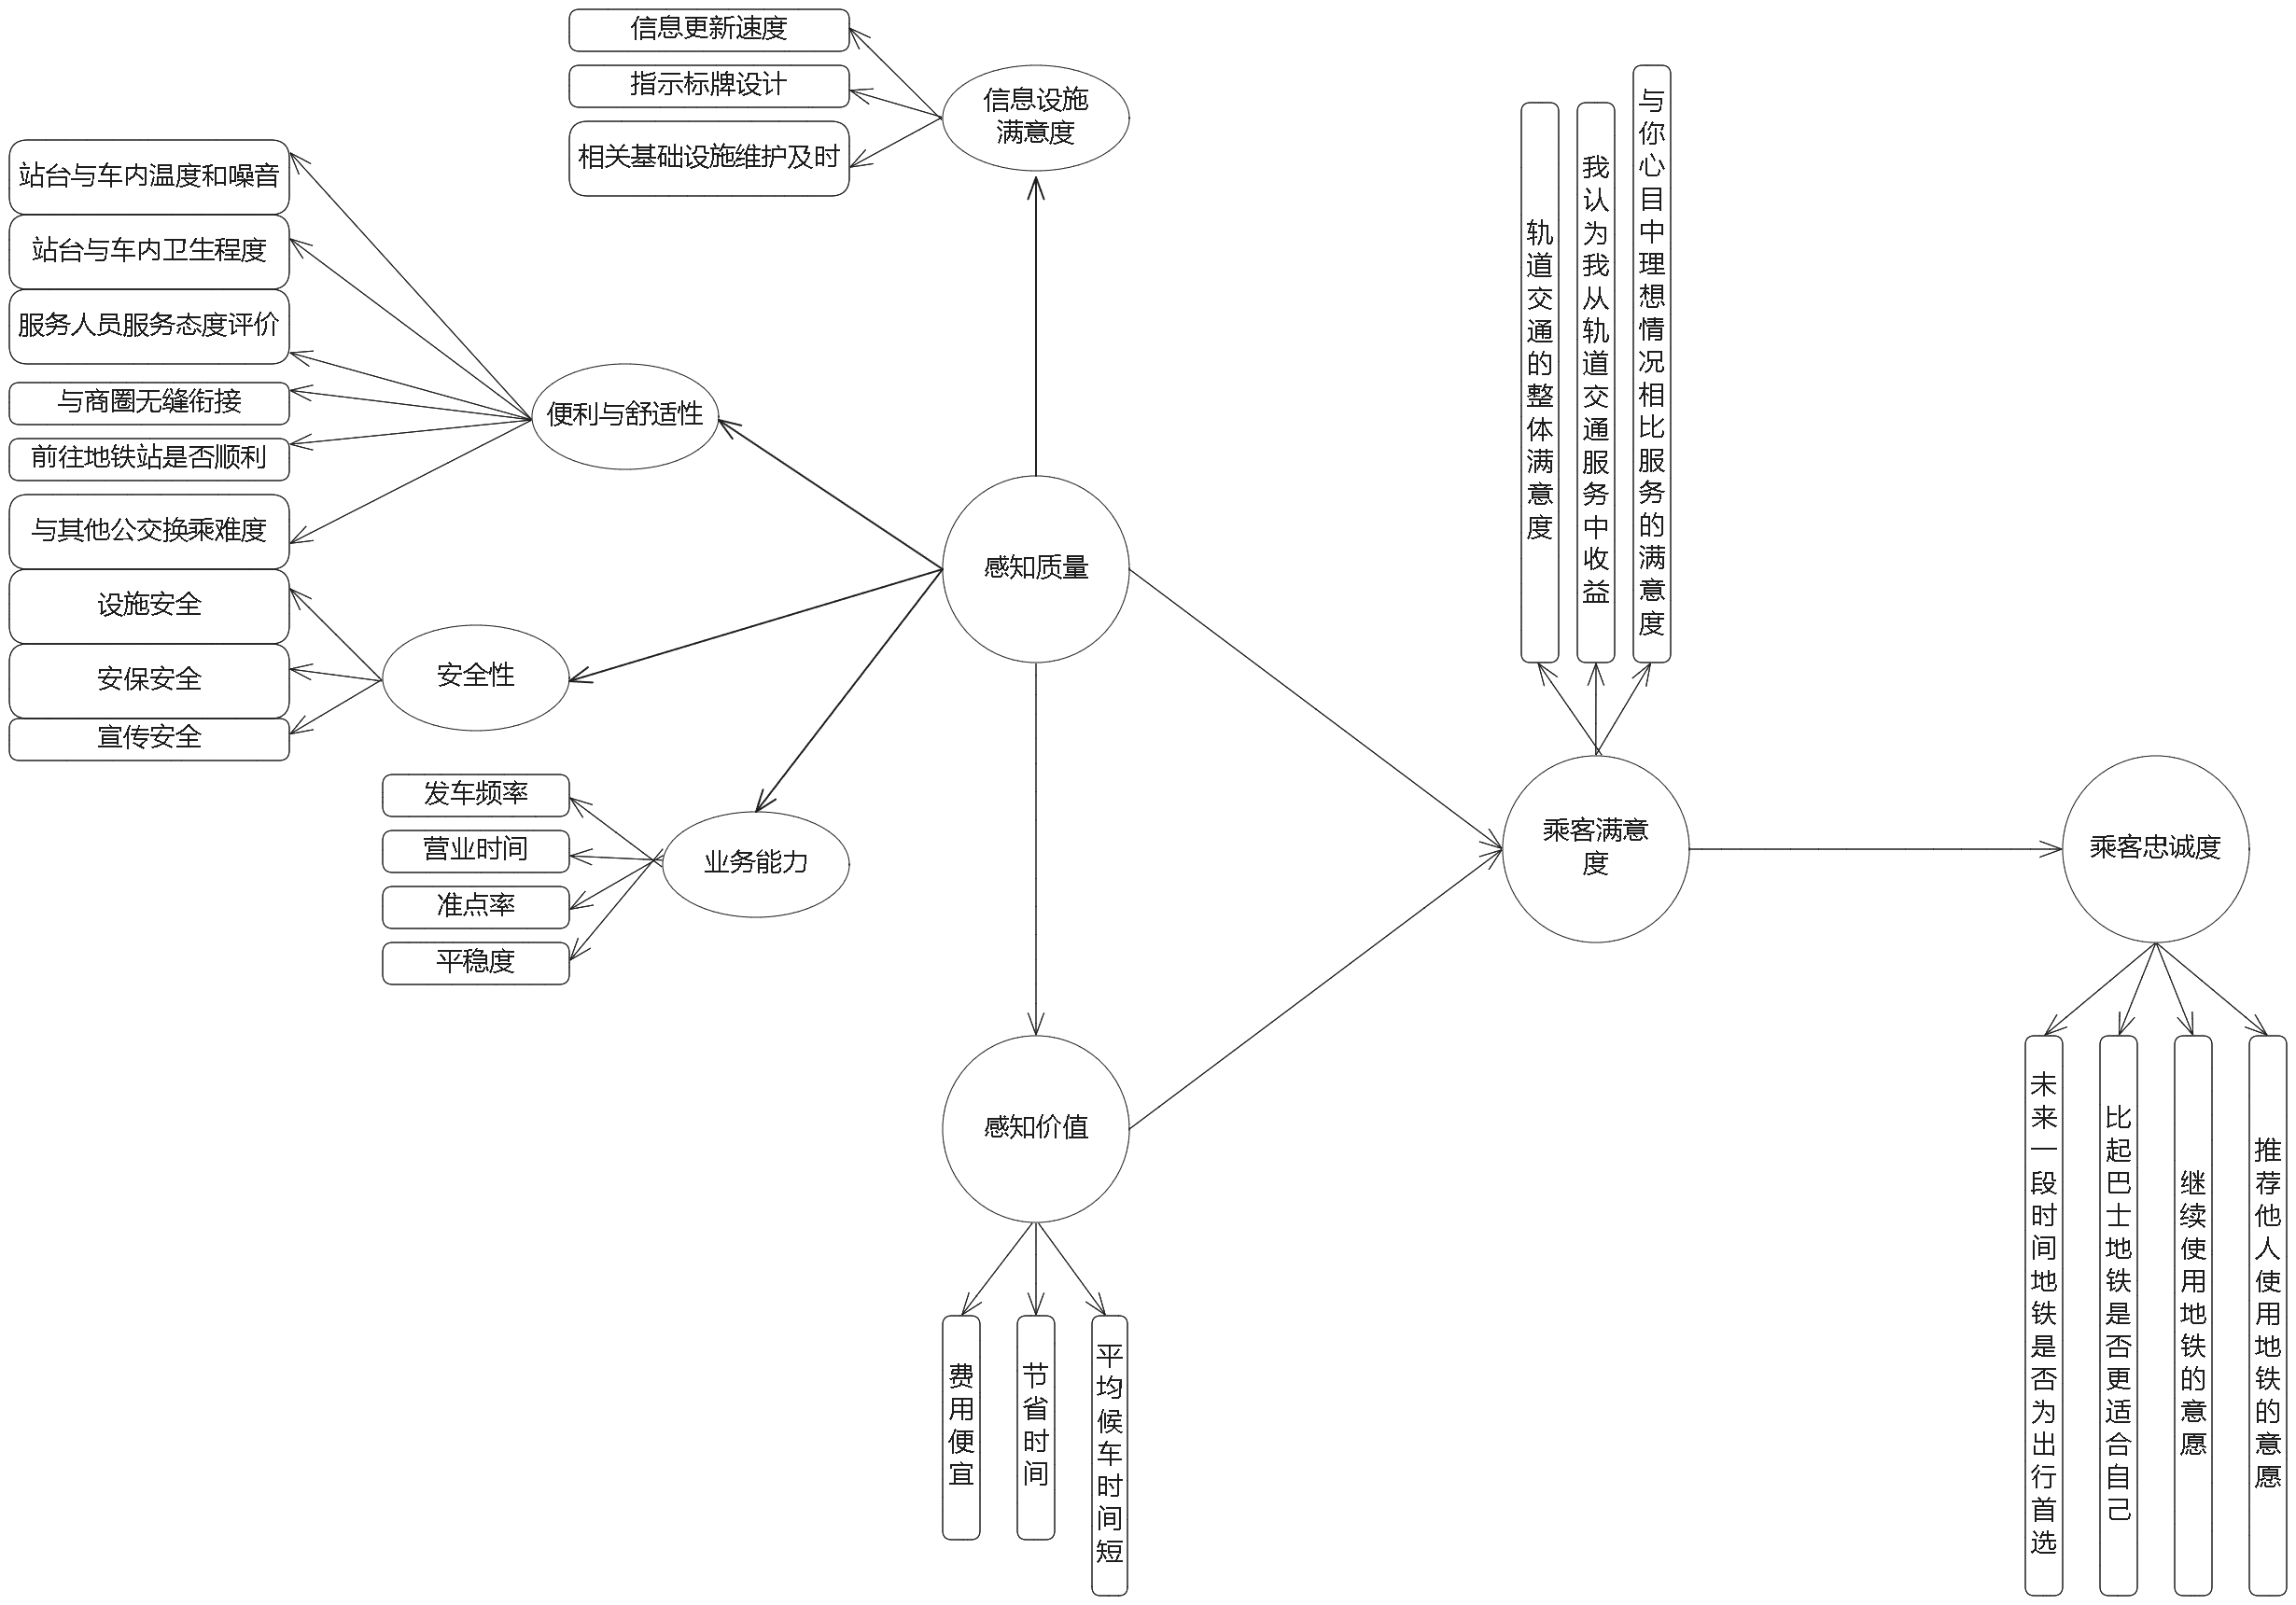 信息更新速度
指示标牌设计
相关基础设施维护及时
信息设施
满意度
站台与车内温度和噪音
站台与车内卫生程度
服务人员服务态度评价
与商圈无缝衔接
前往地铁站是否顺利
与其他公交换乘难度
便利与舒适性
设施安全
安保安全
宣传安全
安全性
发车频率
营业时间
准点率
平稳度
业务能力
感知质量
轨道交通的整体满意度
我认为我从轨道交通服务中收益
与你心目中理想情况相比服务的满意度
乘客满意
度
乘客忠诚度
感知价值
费用便宜
节省时间
平均候车时间短
未来一段时间地铁是否为出行首选
比起巴士地铁是否更适合自己
继续使用地铁的意愿
推荐他人使用地铁的意愿